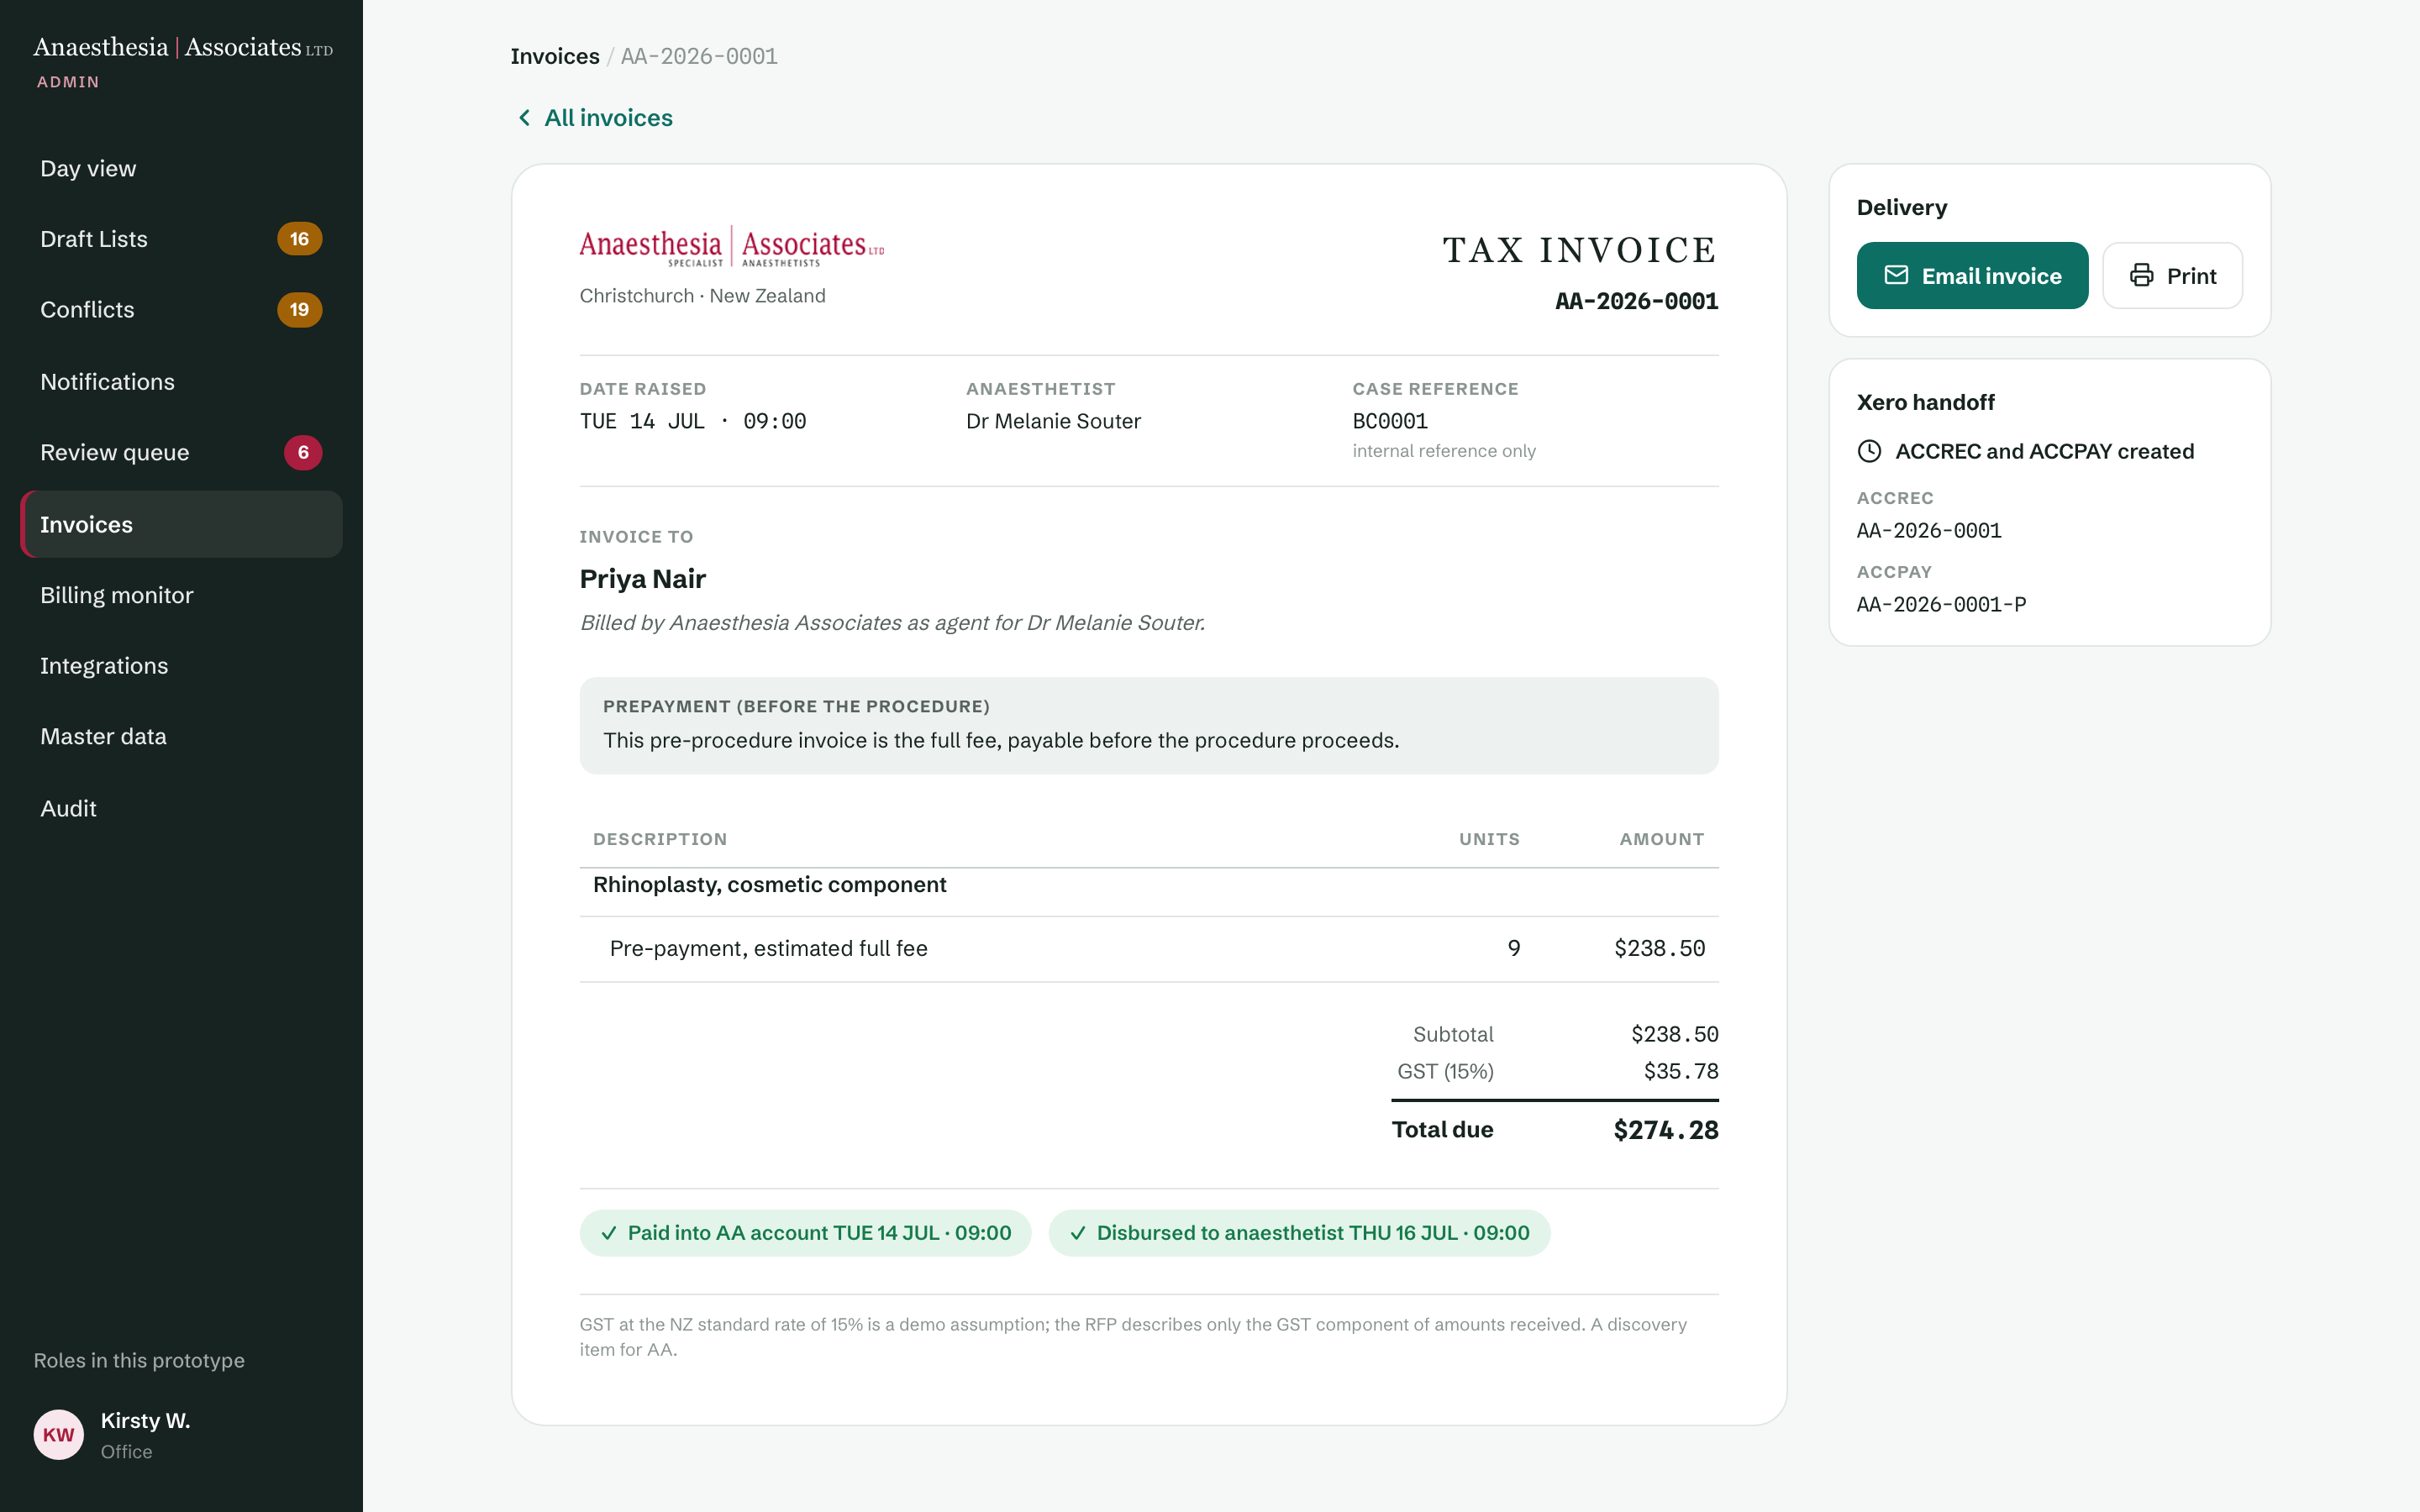 Anaesthesia | Associates LTD
ADMIN
Day view
Draft Lists 16
Conflicts 19
Notifications
Review queue 6
Invoices
Billing monitor
Integrations
Master data
Audit
Roles in this prototype
KW
Kirsty W.
Office
Invoices / AA-2026-0001
All invoices
Anaesthesia | Associates LTD
SPECIALIST ANAESTHETISTS
Christchurch · New Zealand
TAX INVOICE
AA-2026-0001
DATE RAISED
TUE 14 JUL · 09:00
ANAESTHETIST
Dr Melanie Souter
CASE REFERENCE
BC0001
internal reference only
INVOICE TO
Priya Nair
Billed by Anaesthesia Associates as agent for Dr Melanie Souter.
PREPAYMENT (BEFORE THE PROCEDURE)
This pre-procedure invoice is the full fee, payable before the procedure proceeds.
DESCRIPTION UNITS AMOUNT
Rhinoplasty, cosmetic component
Pre-payment, estimated full fee 9 $238.50
Subtotal $238.50
GST (15%) $35.78
Total due $274.28
✓ Paid into AA account TUE 14 JUL · 09:00
✓ Disbursed to anaesthetist THU 16 JUL · 09:00
GST at the NZ standard rate of 15% is a demo assumption; the RFP describes only the GST component of amounts received. A discovery
item for AA.
Delivery
Email invoice
Print
Xero handoff
ACCREC and ACCPAY created
ACCREC
AA-2026-0001
ACCPAY
AA-2026-0001-P